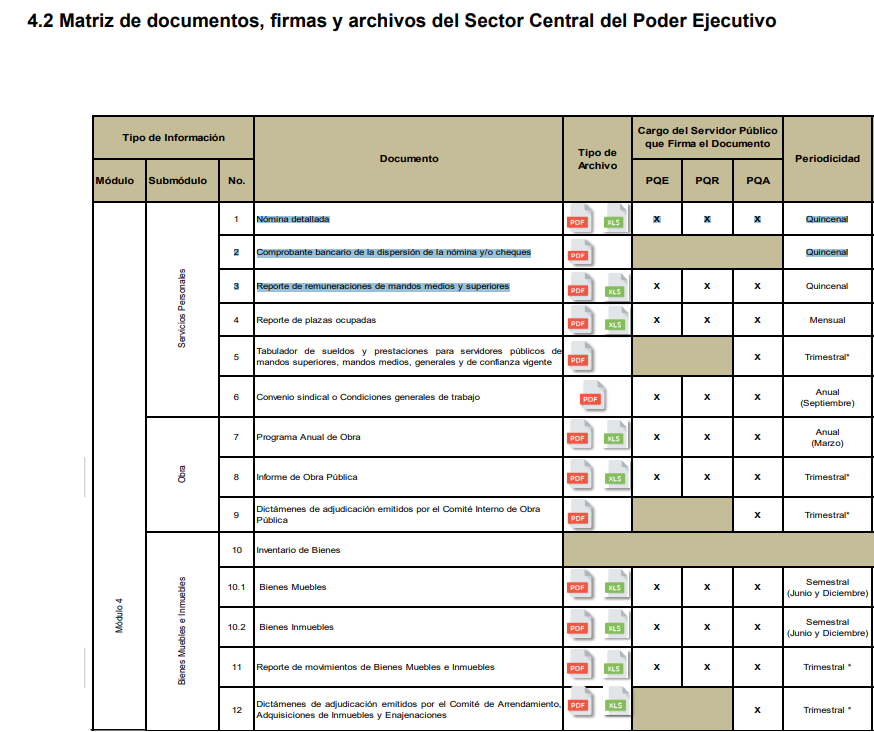 4.2 Matriz de documentos, firmas y archivos del Sector Central del Poder Ejecutivo
Tipo de Información
Documento
Tipo de
Archivo
Cargo del Servidor Público
que Firma el Documento
Periodicidad
Módulo
Submódulo
No.
PQE
PQR
PQA
Módulo 4
Servicios Personales
1
Nómina detallada
PDF
XLS
X
X
X
Quincenal
2
Comprobante bancario de la dispersión de la nómina y/o cheques
PDF
Quincenal
3
Reporte de remuneraciones de mandos medios y superiores
PDF
XLS
X
X
X
Quincenal
4
Reporte de plazas ocupadas
PDF
XLS
X
X
X
Mensual
5
Tabulador de sueldos y prestaciones para servidores públicos de
mandos superiores, mandos medios, generales y de confianza vigente
PDF
X
Trimestral*
6
Convenio sindical o Condiciones generales de trabajo
PDF
X
X
X
Anual
(Septiembre)
Obra
7
Programa Anual de Obra
PDF
XLS
X
X
X
Anual
(Marzo)
8
Informe de Obra Pública
PDF
XLS
X
X
X
Trimestral*
9
Dictámenes de adjudicación emitidos por el Comité Interno de Obra
Pública
PDF
X
Trimestral*
Bienes Muebles e Inmuebles
10
Inventario de Bienes
10.1
Bienes Muebles
PDF
XLS
X
X
X
Semestral
(Junio y Diciembre)
10.2
Bienes Inmuebles
PDF
XLS
X
X
X
Semestral
(Junio y Diciembre)
11
Reporte de movimientos de Bienes Muebles e Inmuebles
PDF
XLS
X
X
X
Trimestral *
12
Dictámenes de adjudicación emitidos por el Comité de Arrendamiento,
Adquisiciones de Inmuebles y Enajenaciones
PDF
XLS
X
Trimestral *